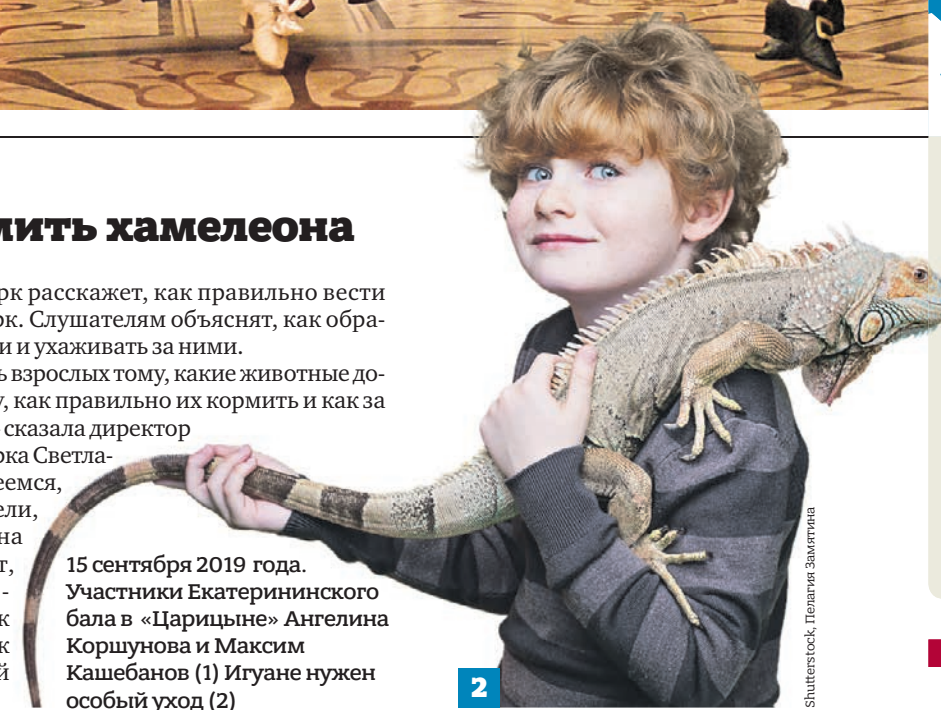 мить хамелеона
рк расскажет, как правильно вести
рк. Слушателям объяснят, как обра-
и и ухаживать за ними.
ь взрослых тому, какие животные до-
у, как правильно их кормить и как за
сказала директор
рка Светла-
еемся,
ели,
на
т,
-
к
к
й
15 сентября 2019 года.
Участники Екатерининского
бала в «Царицыне» Ангелина
Коршунова и Максим
Кашебанов (1) Игуане нужен
особый уход (2)
2
Shutterstock, Пелагия Замятина